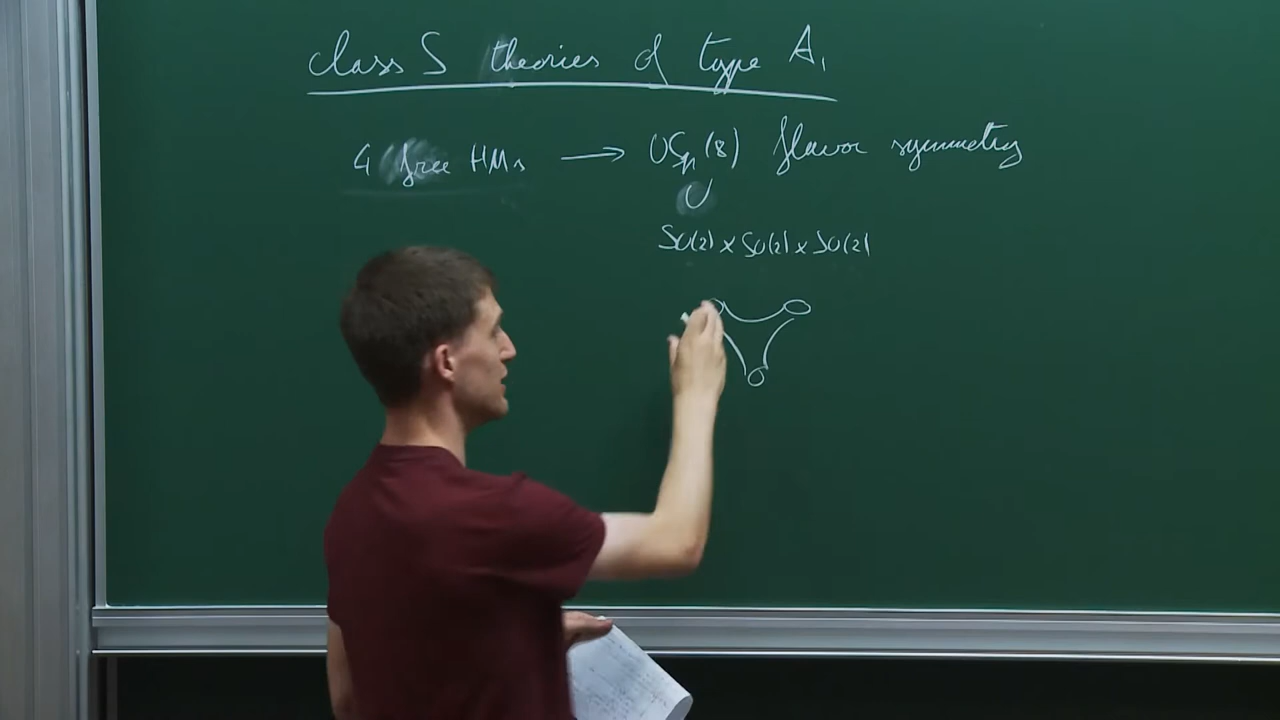 class S theories of type A₁
4 free HMs → USp(8) flavor symmetry
∪
SU(2) × SU(2) × SU(2)